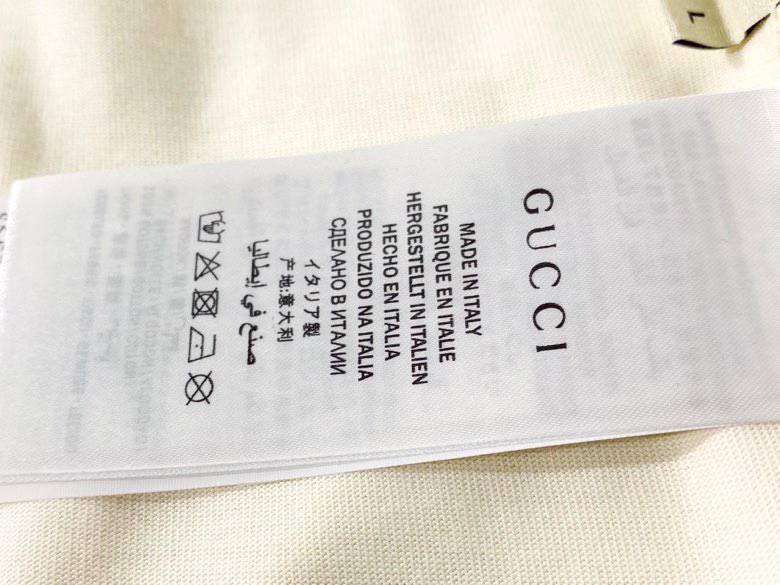 L
GUCCI
MADE IN ITALY
FABRIQUE EN ITALIE
HERGESTELLT IN ITALIEN
HECHO EN ITALIA
PRODUZIDO NA ITALIA
СДЕЛАНО В ИТАЛИИ
イタリア製
产地:意大利
صنع في إيطاليا